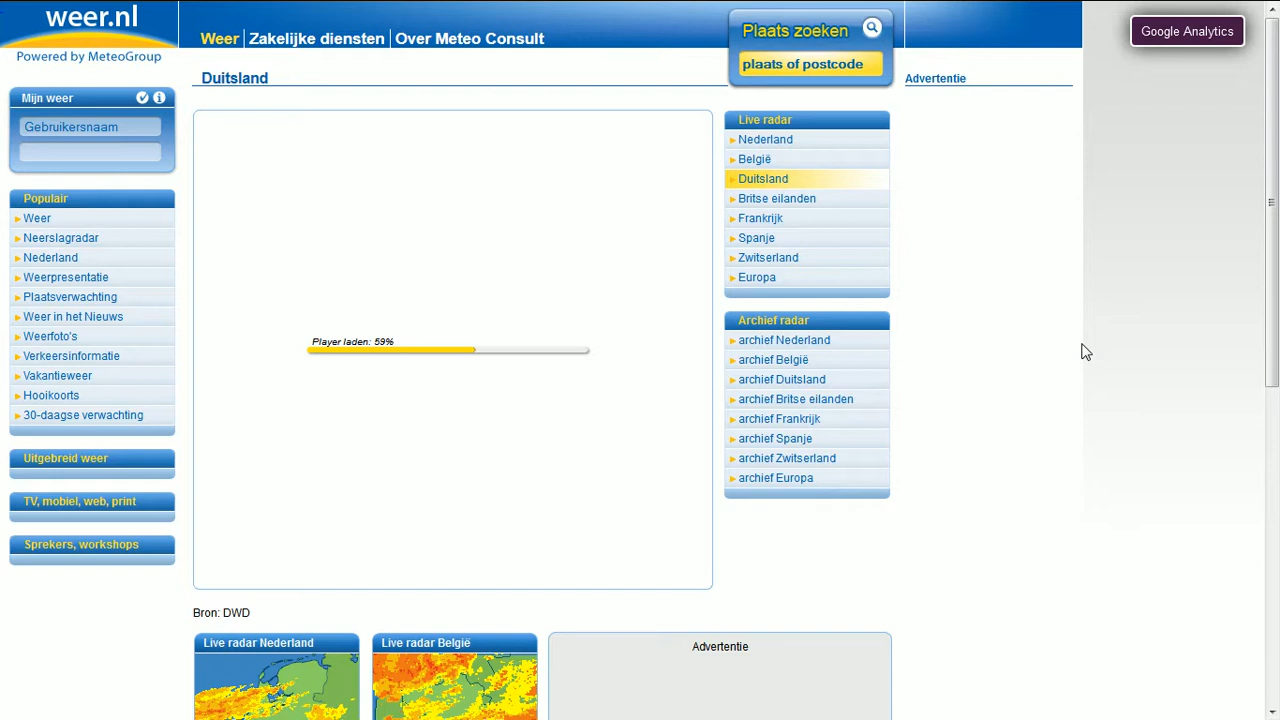 weer.nl
Powered by MeteoGroup
Weer
Zakelijke diensten
Over Meteo Consult
Plaats zoeken
plaats of postcode
Google Analytics
Duitsland
Advertentie
Mijn weer
Gebruikersnaam
Populair
Weer
Neerslagradar
Nederland
Weerpresentatie
Plaatsverwachting
Weer in het Nieuws
Weerfoto's
Verkeersinformatie
Vakantieweer
Hooikoorts
30-daagse verwachting
Uitgebreid weer
TV, mobiel, web, print
Sprekers, workshops
Player laden: 59%
Live radar
Nederland
België
Duitsland
Britse eilanden
Frankrijk
Spanje
Zwitserland
Europa
Archief radar
archief Nederland
archief België
archief Duitsland
archief Britse eilanden
archief Frankrijk
archief Spanje
archief Zwitserland
archief Europa
Bron: DWD
Live radar Nederland
Live radar België
Advertentie